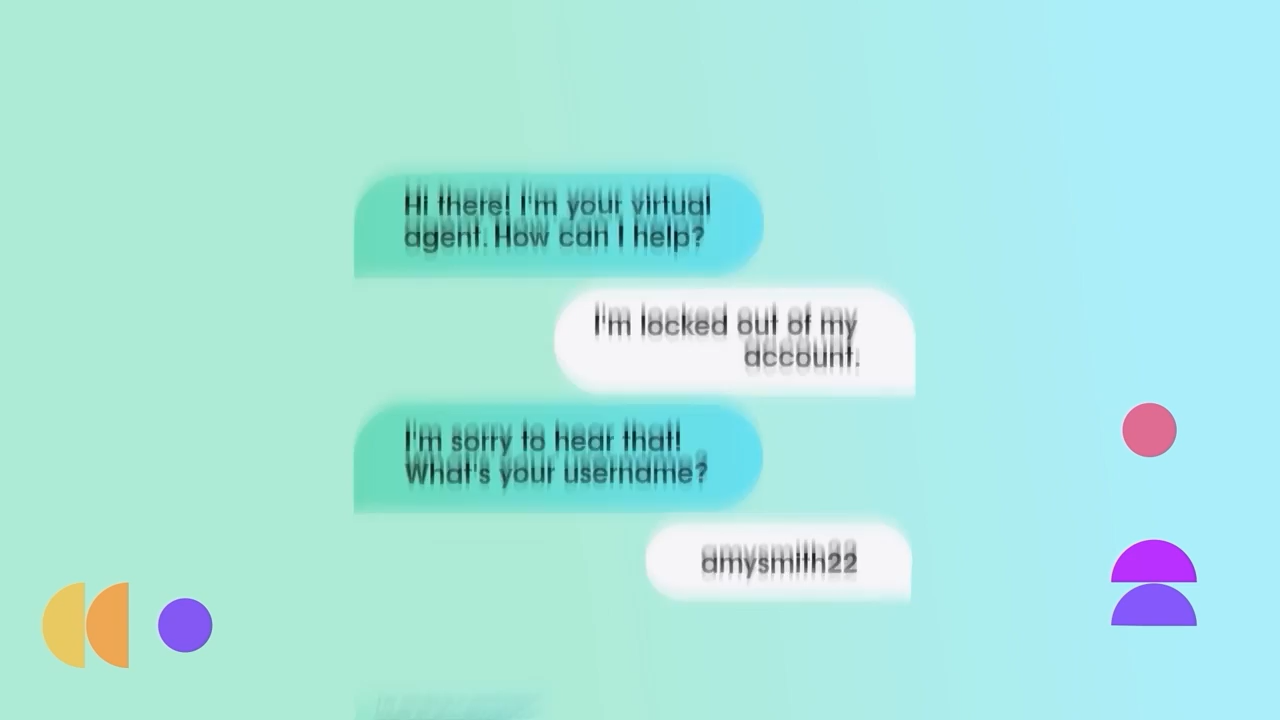 Hi there! I'm your virtual
agent. How can I help?
I'm locked out of my
account.
I'm sorry to hear that!
What's your username?
amysmith22